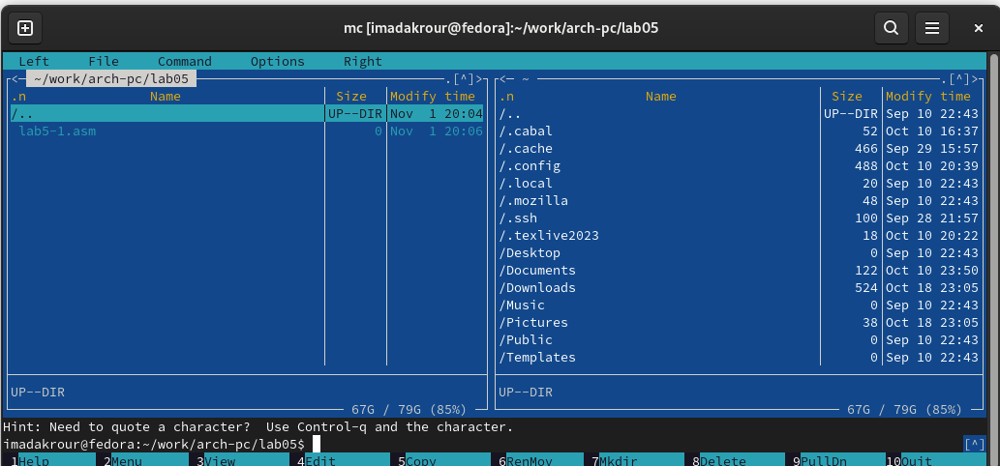 mc [imadakrour@fedora]:~/work/arch-pc/lab05
Left File Command Options Right
<- ~/work/arch-pc/lab05 .[^]>
.n Name Size Modify time
/.. UP--DIR Nov 1 20:04
lab5-1.asm 0 Nov 1 20:06
UP--DIR
67G / 79G (85%)
<- ~ .[^]>
.n Name Size Modify time
/.. UP--DIR Sep 10 22:43
/.cabal 52 Oct 10 16:37
/.cache 466 Sep 29 15:57
/.config 488 Oct 10 20:39
/.local 20 Sep 10 22:43
/.mozilla 48 Sep 10 22:43
/.ssh 100 Sep 28 21:57
/.texlive2023 18 Oct 10 20:22
/Desktop 0 Sep 10 22:43
/Documents 122 Oct 10 23:50
/Downloads 524 Oct 18 23:05
/Music 0 Sep 10 22:43
/Pictures 38 Oct 18 23:05
/Public 0 Sep 10 22:43
/Templates 0 Sep 10 22:43
UP--DIR
67G / 79G (85%)
Hint: Need to quote a character? Use Control-q and the character.
imadakrour@fedora:~/work/arch-pc/lab05$ [^]
1Help 2Menu 3View 4Edit 5Copy 6RenMov 7Mkdir 8Delete 9PullDn 10Quit